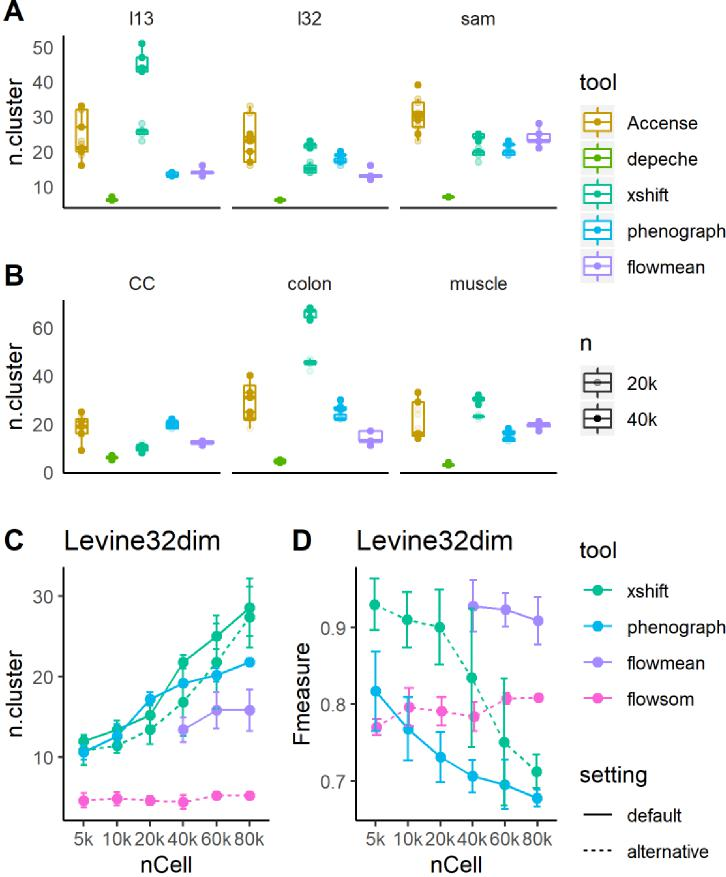 A
l13 l32 sam
n.cluster
50
40
30
20
10
tool
Accense
depeche
xshift
phenograph
flowmean
B
CC colon muscle
n.cluster
60
40
20
0
n
20k
40k
C Levine32dim
n.cluster
30
20
10
5k 10k 20k 40k 60k 80k
nCell
D Levine32dim
Fmeasure
0.9
0.8
0.7
5k 10k 20k 40k 60k 80k
nCell
tool
xshift
phenograph
flowmean
flowsom
setting
default
alternative